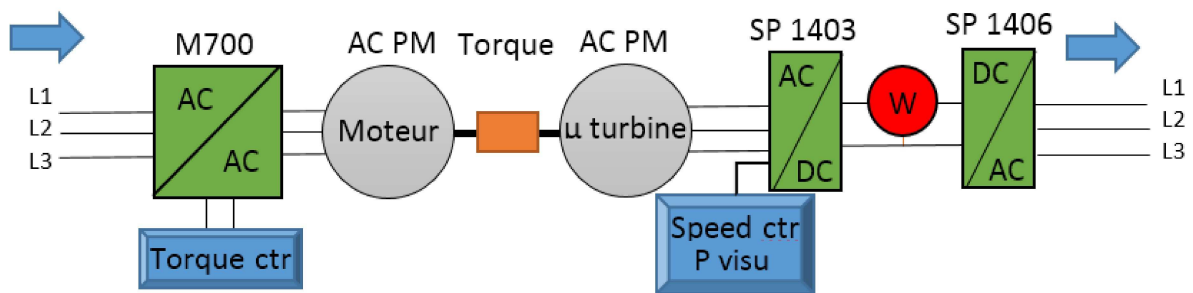 M700
AC PM
Torque
AC PM
SP 1403
SP 1406
L1
L2
L3
AC
AC
Moteur
µ turbine
AC
DC
W
DC
AC
L1
L2
L3
Torque ctr
Speed ctr
P visu